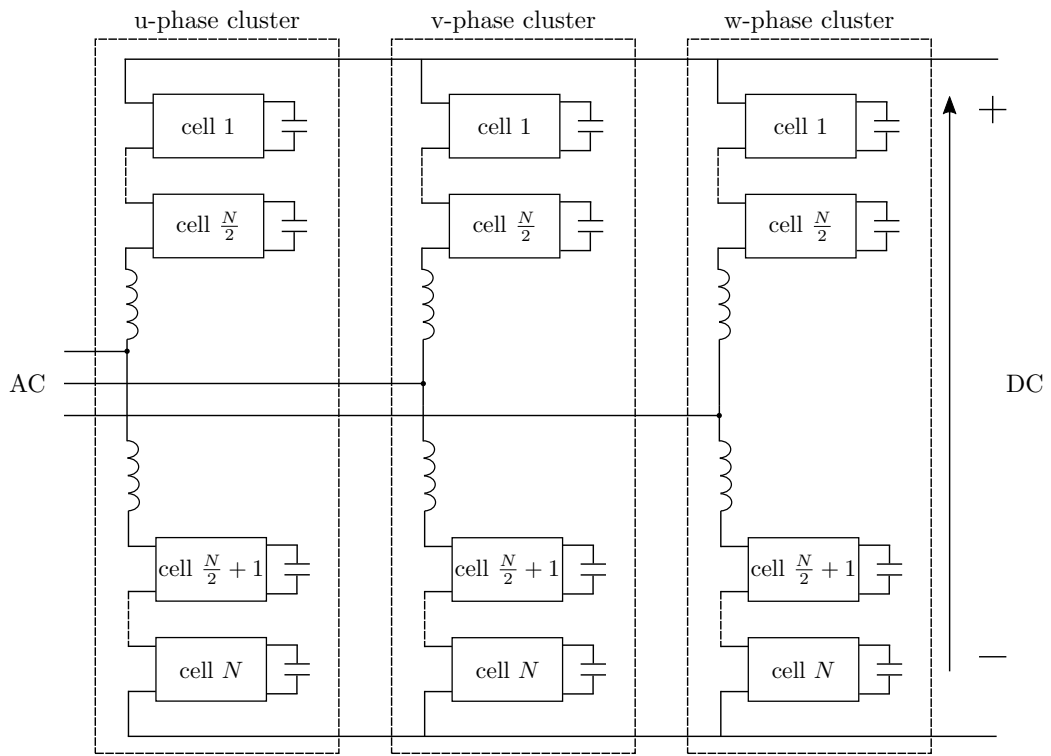 u-phase cluster v-phase cluster w-phase cluster
cell 1 cell 1 cell 1 +
cell N/2 cell N/2 cell N/2
AC DC
cell N/2 + 1 cell N/2 + 1 cell N/2 + 1
cell N cell N cell N −